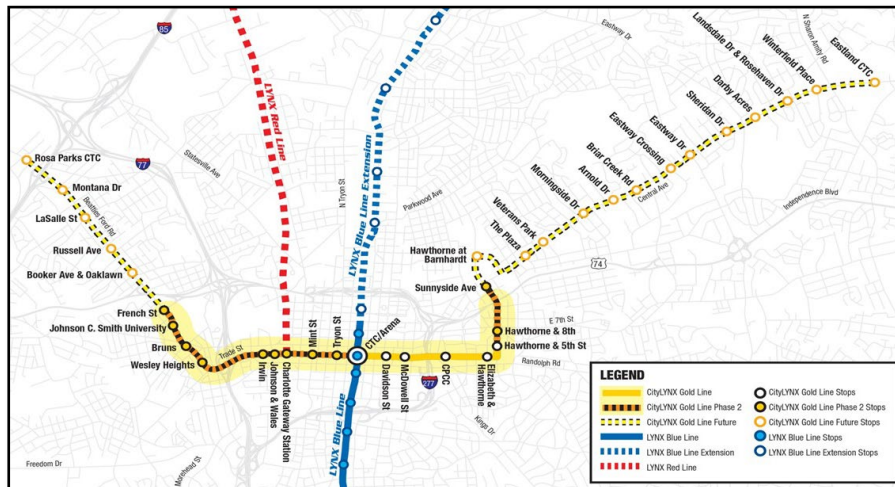 85
77
74
277
Eastway Dr
N Sharon Amity Rd
Eastland CTC
Winterfield Place
Landsdale Dr & Rosehaven Dr
Darby Acres
Sheridan Dr
Eastway Dr
Eastway Crossing
Briar Creek Rd
Arnold Dr
Morningside Dr
Veterans Park
The Plaza
Central Ave
Independence Blvd
Hawthorne at
Barnhardt
Sunnyside Ave
E 7th St
Hawthorne & 8th
Hawthorne & 5th St
Randolph Rd
LYNX Red Line
LYNX Blue Line Extension
N Tryon St
Parkwood Ave
Statesville Ave
Rosa Parks CTC
Montana Dr
Beatties Ford Rd
LaSalle St
Russell Ave
Booker Ave & Oaklawn
French St
Johnson C. Smith University
Bruns
Wesley Heights
Trade St
Irwin
Johnson & Wales
Charlotte Gateway Station
Mint St
Tryon St
CTC/Arena
Davidson St
McDowell St
CPCC
Elizabeth &
Hawthorne
LYNX Blue Line
Kings Dr
Freedom Dr
Morehead St
LEGEND
CityLYNX Gold Line
CityLYNX Gold Line Phase 2
CityLYNX Gold Line Future
LYNX Blue Line
LYNX Blue Line Extension
LYNX Red Line
CityLYNX Gold Line Stops
CityLYNX Gold Line Phase 2 Stops
CityLYNX Gold Line Future Stops
LYNX Blue Line Stops
LYNX Blue Line Extension Stops